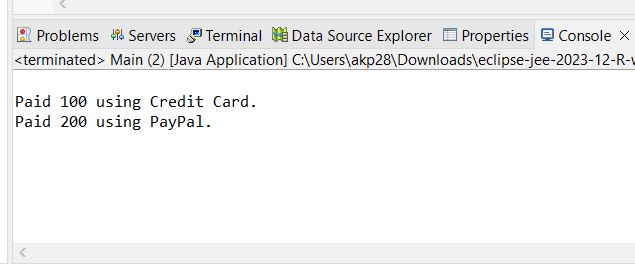 Problems Servers Terminal Data Source Explorer Properties Console
<terminated> Main (2) [Java Application] C:\Users\akp28\Downloads\eclipse-jee-2023-12-R-w
Paid 100 using Credit Card.
Paid 200 using PayPal.